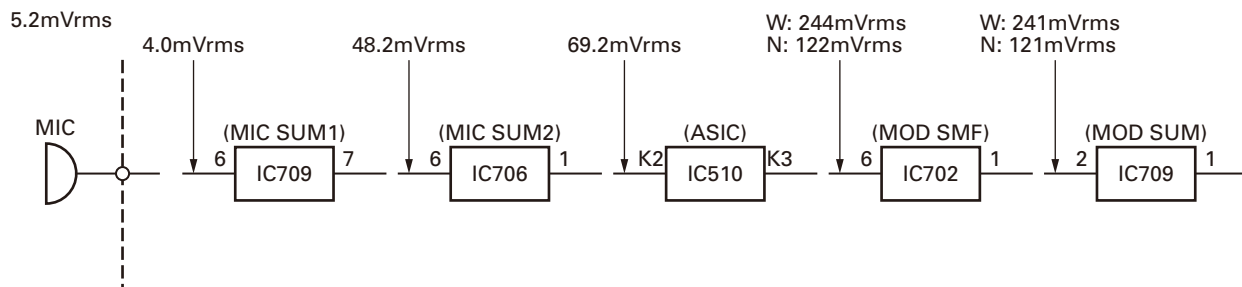 5.2mVrms
4.0mVrms
48.2mVrms
69.2mVrms
W: 244mVrms
N: 122mVrms
W: 241mVrms
N: 121mVrms
MIC
(MIC SUM1)
6
IC709
7
(MIC SUM2)
6
IC706
1
(ASIC)
K2
IC510
K3
(MOD SMF)
6
IC702
1
(MOD SUM)
2
IC709
1